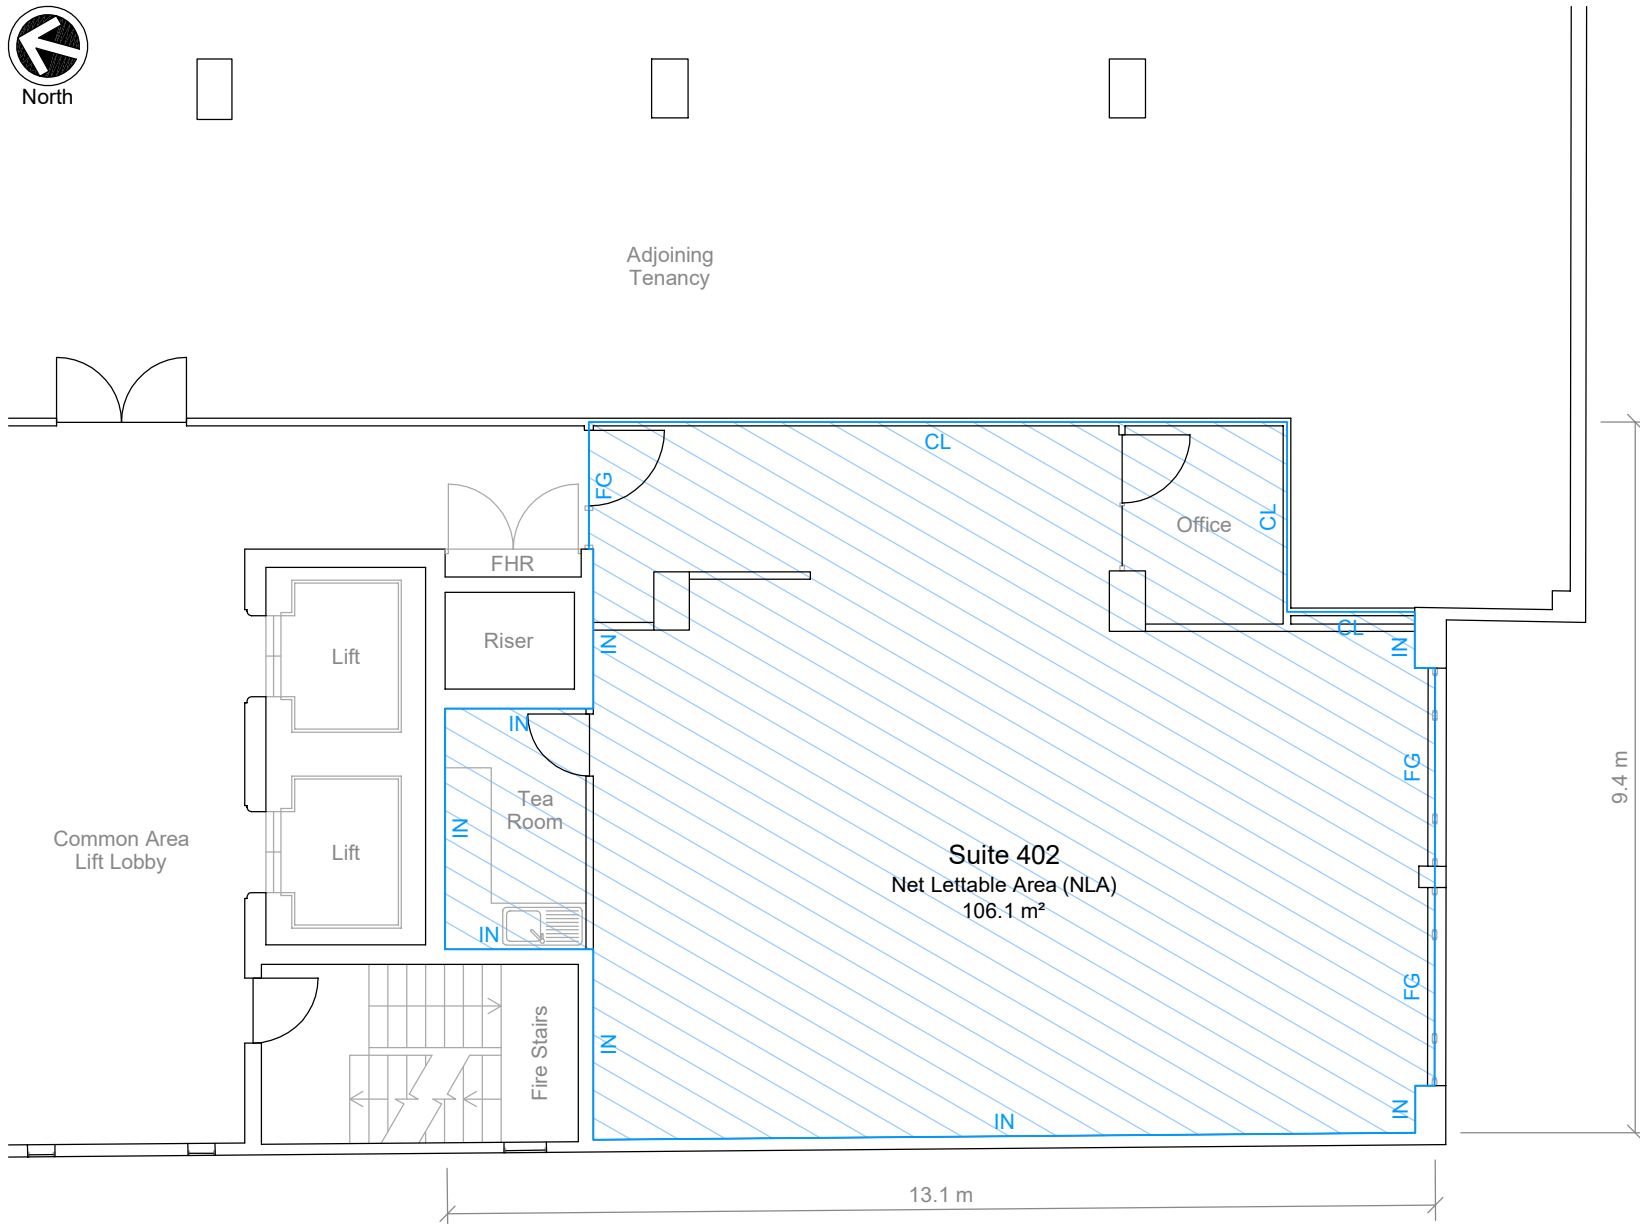 North
Adjoining
Tenancy
CL
FG
CL
Office
FHR
Riser
IN
CL
IN
Lift
IN
FG
Tea
Room
IN
Common Area
Lift Lobby
Lift
Suite 402
Net Lettable Area (NLA)
106.1 m²
9.4 m
IN
FG
Fire Stairs
IN
IN
IN
13.1 m